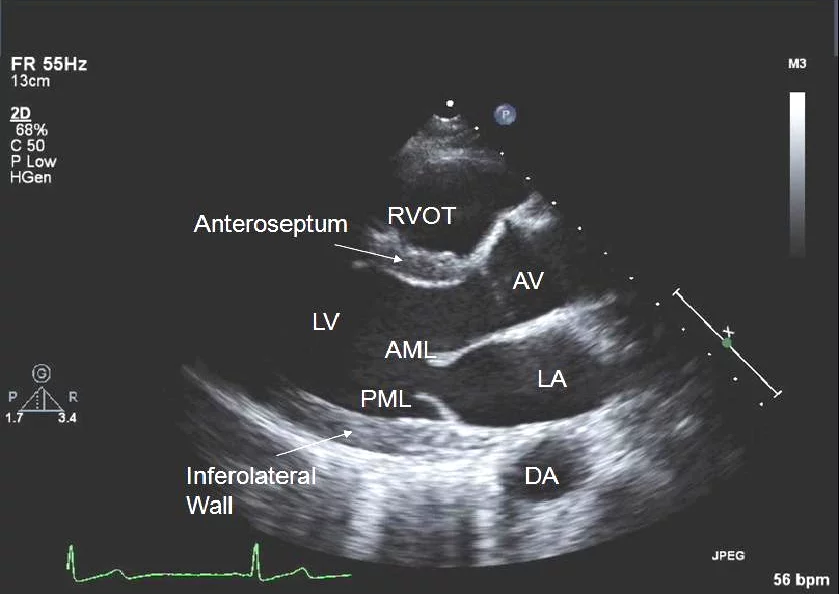 FR 55Hz
13cm
2D
68%
C 50
P Low
HGen
M3
P
RVOT
Anteroseptum
AV
LV
AML
LA
PML
x
G
P R
1.7 3.4
Inferolateral
Wall
DA
JPEG
56 bpm